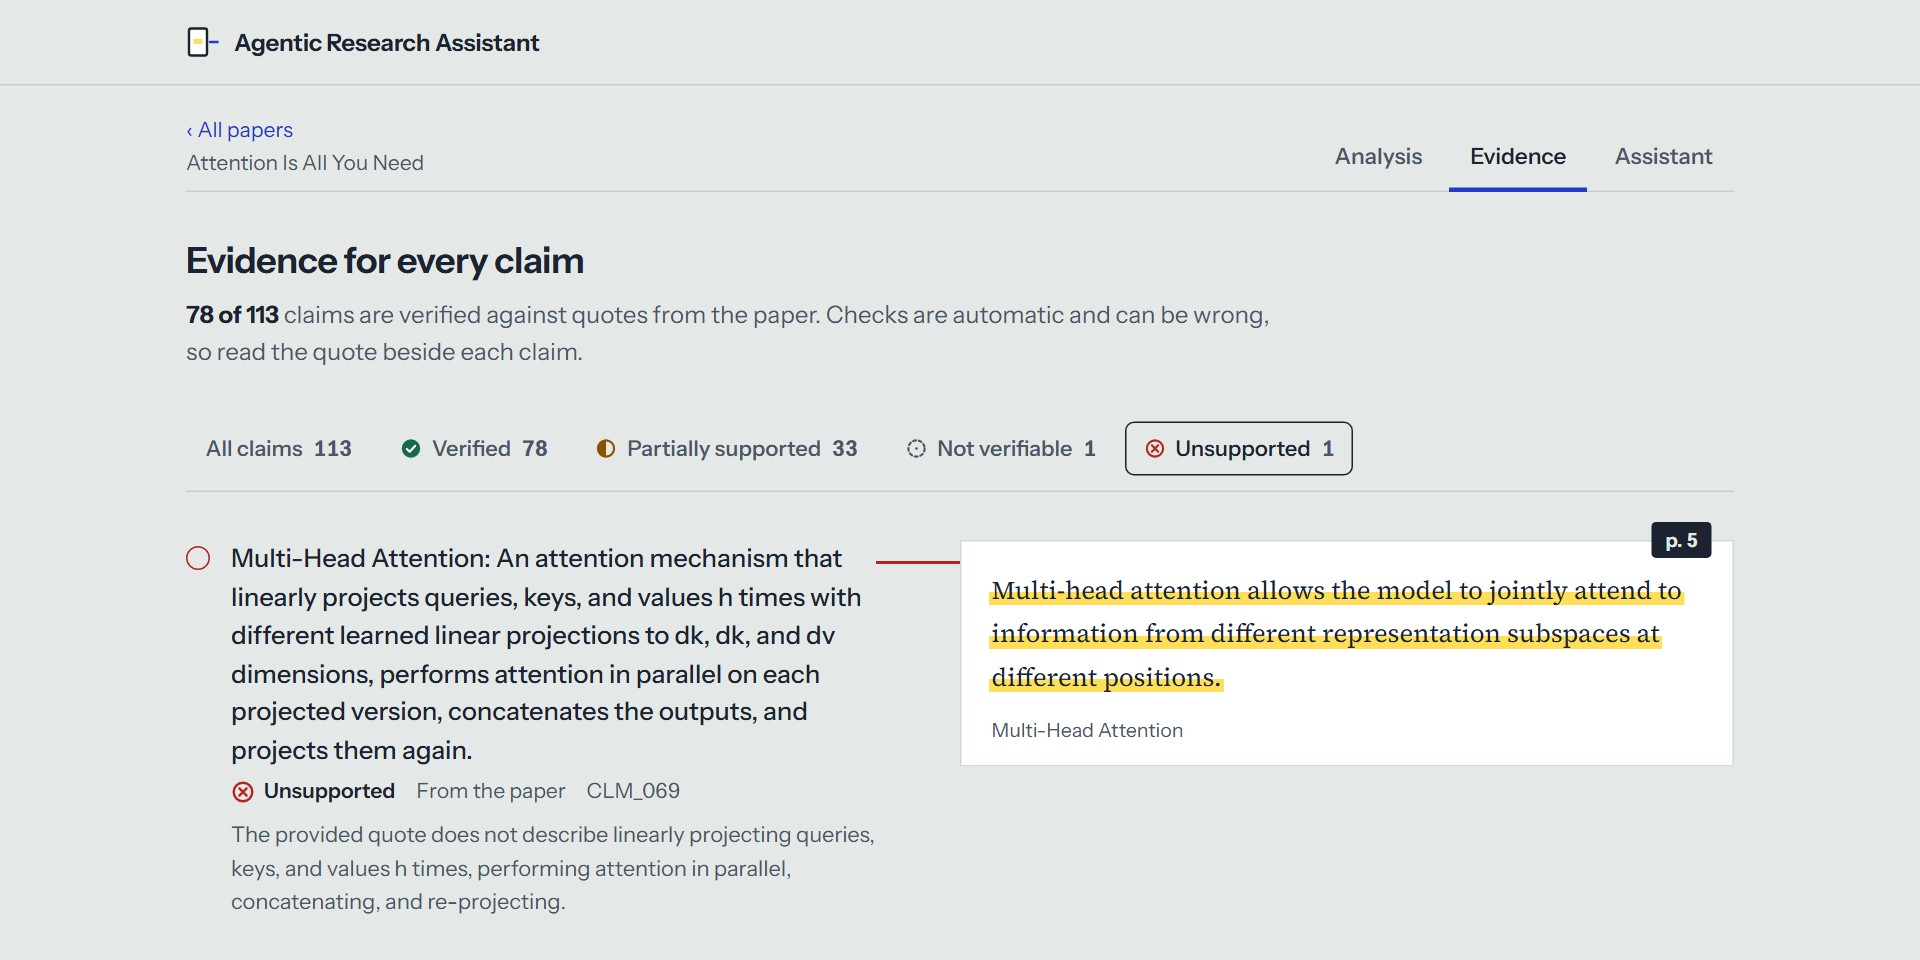 Agentic Research Assistant
‹ All papers
Attention Is All You Need
Analysis Evidence Assistant
Evidence for every claim
78 of 113 claims are verified against quotes from the paper. Checks are automatic and can be wrong,
so read the quote beside each claim.
All claims 113 Verified 78 Partially supported 33 Not verifiable 1 Unsupported 1
Multi-Head Attention: An attention mechanism that
linearly projects queries, keys, and values h times with
different learned linear projections to dk, dk, and dv
dimensions, performs attention in parallel on each
projected version, concatenates the outputs, and
projects them again.
Unsupported From the paper CLM_069
The provided quote does not describe linearly projecting queries,
keys, and values h times, performing attention in parallel,
concatenating, and re-projecting.
p. 5
Multi-head attention allows the model to jointly attend to
information from different representation subspaces at
different positions.
Multi-Head Attention